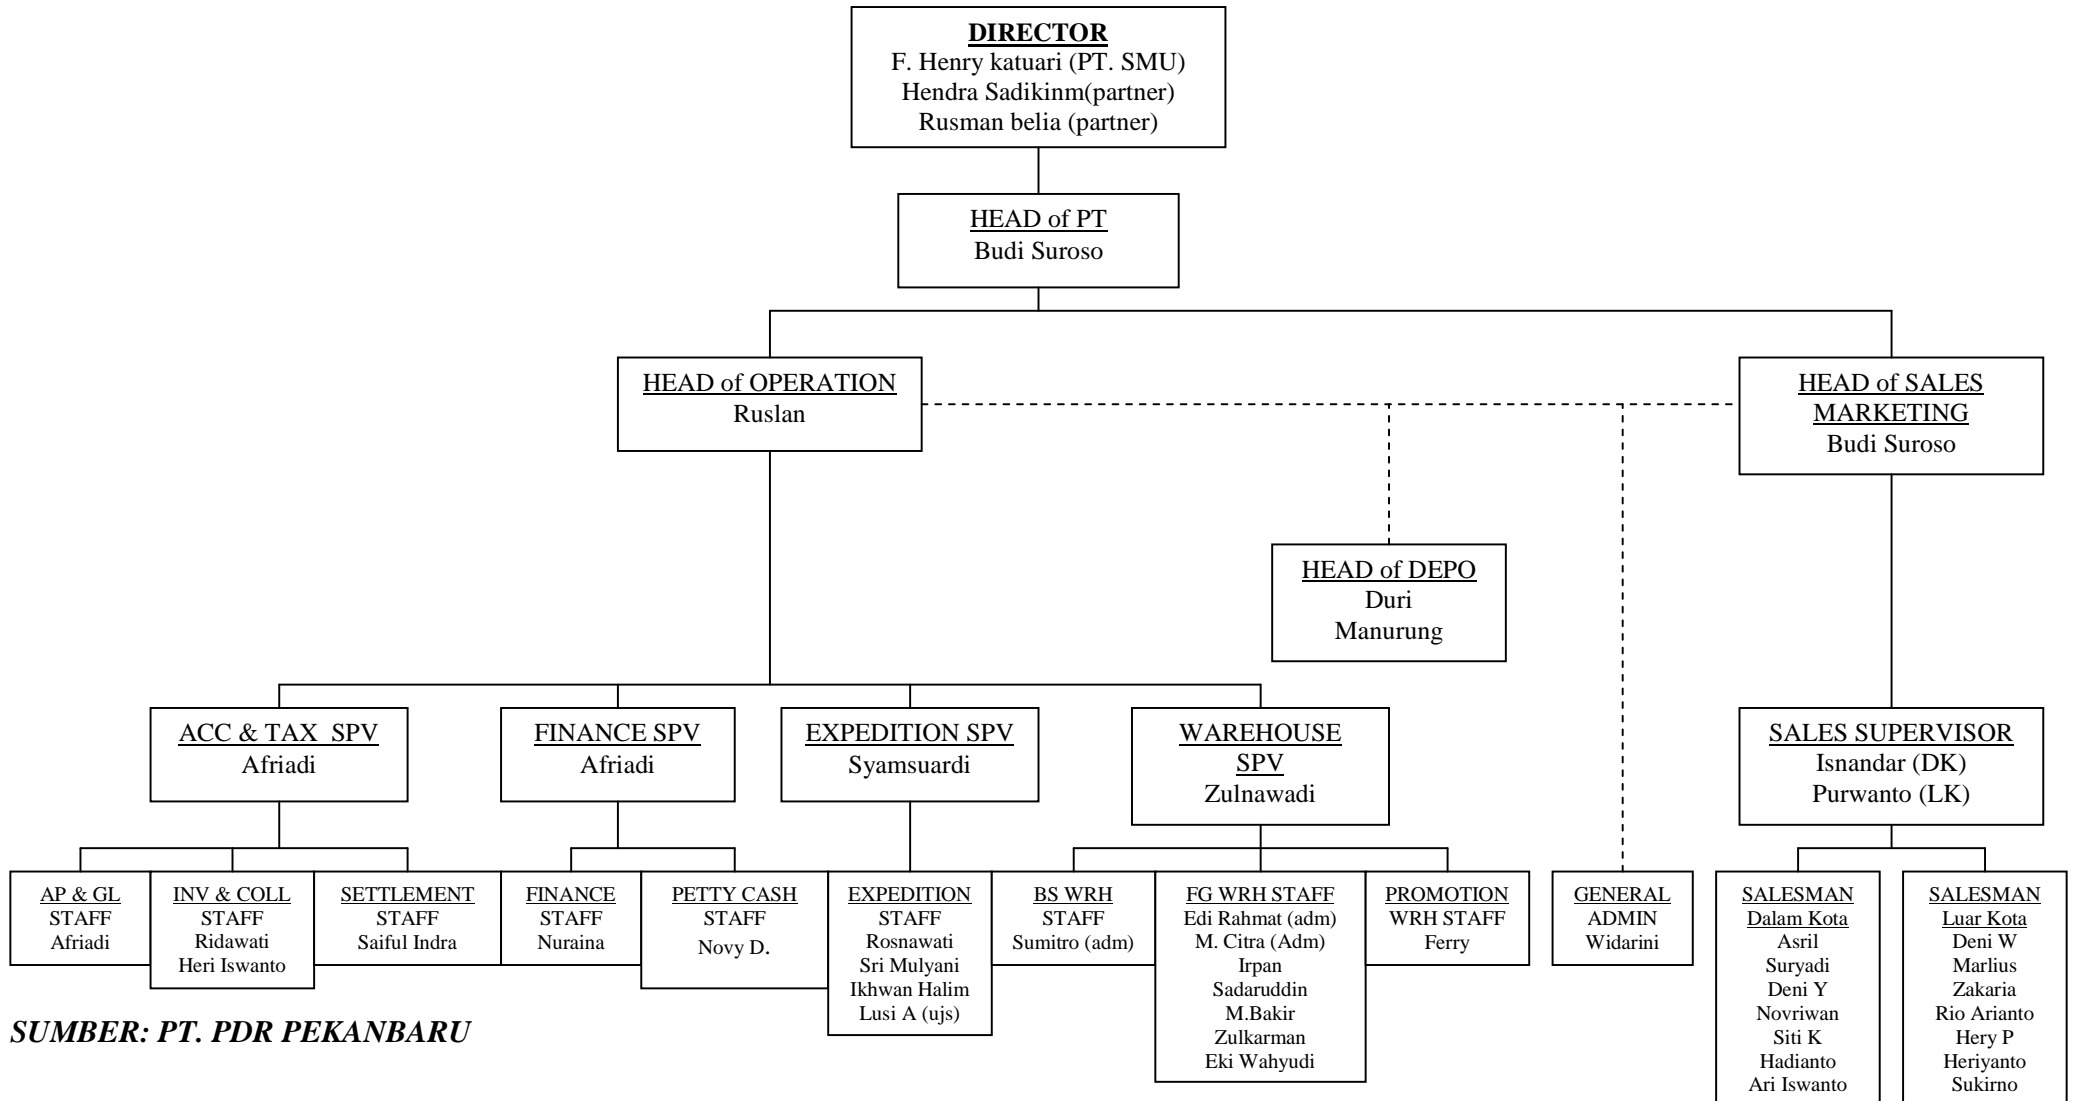 DIRECTOR
F. Henry katuari (PT. SMU)
Hendra Sadikinm(partner)
Rusman belia (partner)
HEAD of PT
Budi Suroso
HEAD of OPERATION
Ruslan
HEAD of SALES
MARKETING
Budi Suroso
HEAD of DEPO
Duri
Manurung
ACC & TAX  SPV
Afriadi
FINANCE SPV
Afriadi
EXPEDITION SPV
Syamsuardi
WAREHOUSE
SPV
Zulnawadi
SALES SUPERVISOR
Isnandar (DK)
Purwanto (LK)
AP & GL
STAFF
Afriadi
INV & COLL
STAFF
Ridawati
Heri Iswanto
SETTLEMENT
STAFF
Saiful Indra
FINANCE
STAFF
Nuraina
PETTY CASH
STAFF
Novy D.
EXPEDITION
STAFF
Rosnawati
Sri Mulyani
Ikhwan Halim
Lusi A (ujs)
BS WRH
STAFF
Sumitro (adm)
FG WRH STAFF
Edi Rahmat (adm)
M. Citra (Adm)
Irpan
Sadaruddin
M.Bakir
Zulkarman
Eki Wahyudi
PROMOTION
WRH STAFF
Ferry
GENERAL
ADMIN
Widarini
SALESMAN
Dalam Kota
Asril
Suryadi
Deni Y
Novriwan
Siti K
Hadianto
Ari Iswanto
SALESMAN
Luar Kota
Deni W
Marlius
Zakaria
Rio Arianto
Hery P
Heriyanto
Sukirno
SUMBER: PT. PDR PEKANBARU